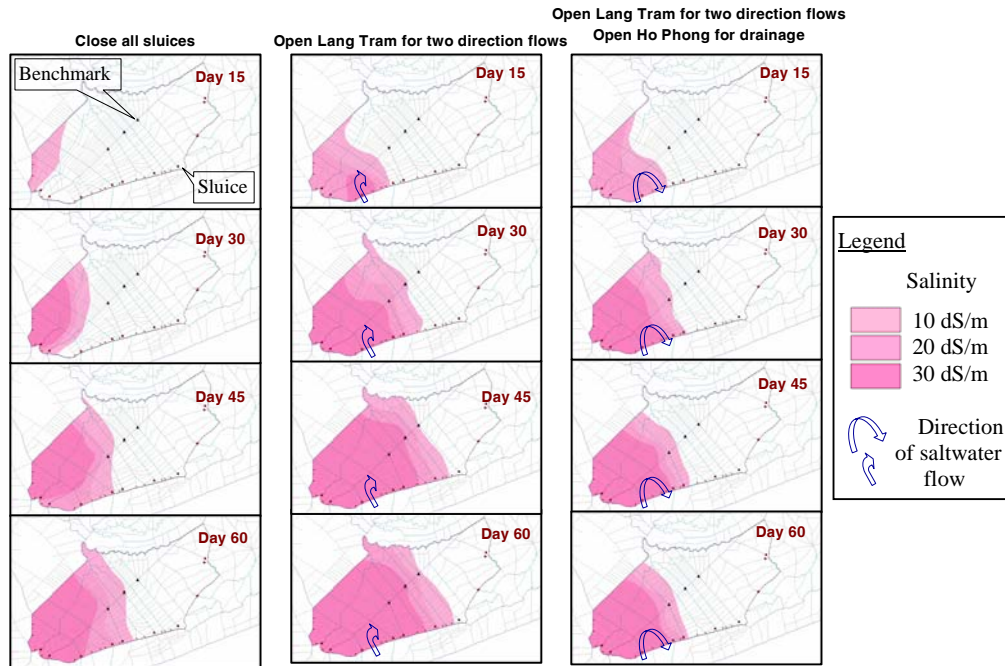 Close all sluices
Open Lang Tram for two direction flows
Open Lang Tram for two direction flows
Open Ho Phong for drainage
Benchmark
Day 15
Sluice
Day 15
Day 15
Day 30
Day 30
Day 30
Day 45
Day 45
Day 45
Day 60
Day 60
Day 60
Legend
Salinity
10 dS/m
20 dS/m
30 dS/m
Direction
of saltwater
flow